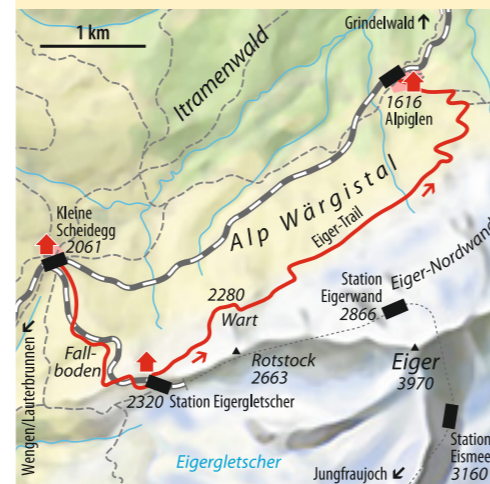 Grindelwald ↑
1 km
Itramenwald
1616
Alpiglen
Alp Wärgistal
Kleine
Scheidegg
2061
Eiger-Trail
Eiger-Nordwand
Station
Eigerwand
2866
2280
Wart
Wengen/Lauterbrunnen ↙
Fall-
boden
Rotstock
2663
Eiger
3970
2320 Station Eigergletscher
Station
Eismeer
3160
Eigergletscher
Jungfraujoch ↙